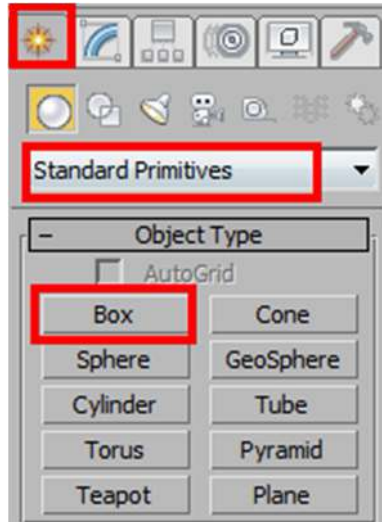 Standard Primitives
- Object Type
AutoGrid
Box Cone
Sphere GeoSphere
Cylinder Tube
Torus Pyramid
Teapot Plane